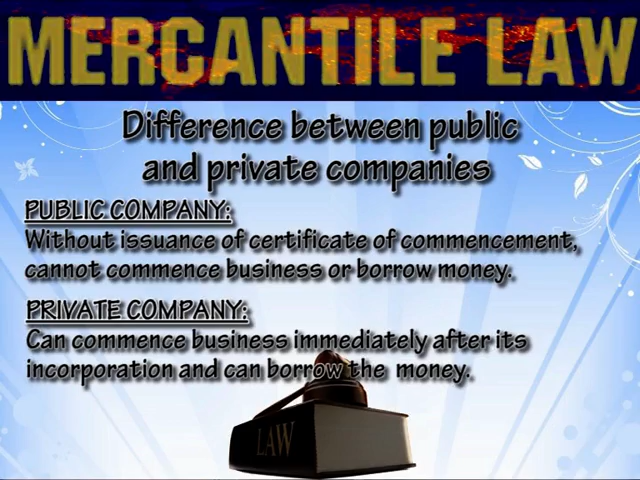 MERCANTILE LAW
Difference between public
and private companies
PUBLIC COMPANY:
Without issuance of certificate of commencement,
cannot commence business or borrow money.
PRIVATE COMPANY:
Can commence business immediately after its
incorporation and can borrow the money.
LAW